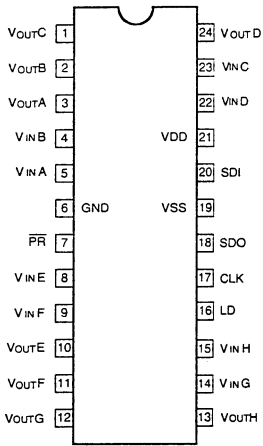 VOUTC 1 24 VOUTD
VOUTB 2 23 VINC
VOUTA 3 22 VIND
VINB 4 VDD 21
VINA 5 20 SDI
6 GND VSS 19
PR 7 18 SDO
VINE 8 17 CLK
VINF 9 16 LD
VOUTE 10 15 VINH
VOUTF 11 14 VING
VOUTG 12 13 VOUTH